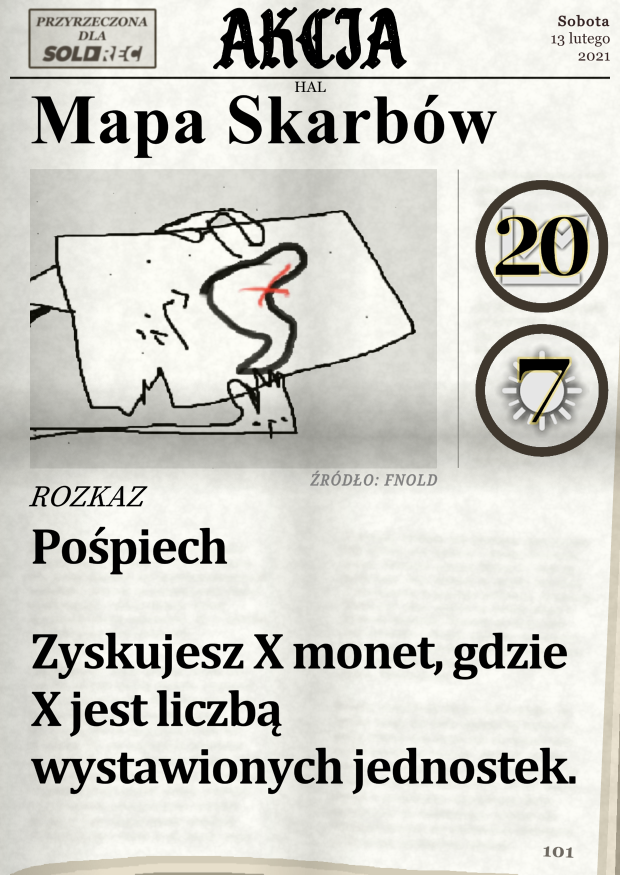 PRZYRZECZONA
DLA
SOLDREC
AKCJA
Sobota
13 lutego
2021
HAL
Mapa Skarbów
20
7
ŹRÓDŁO: FNOLD
ROZKAZ
Pośpiech
Zyskujesz X monet, gdzie
X jest liczbą
wystawionych jednostek.
101